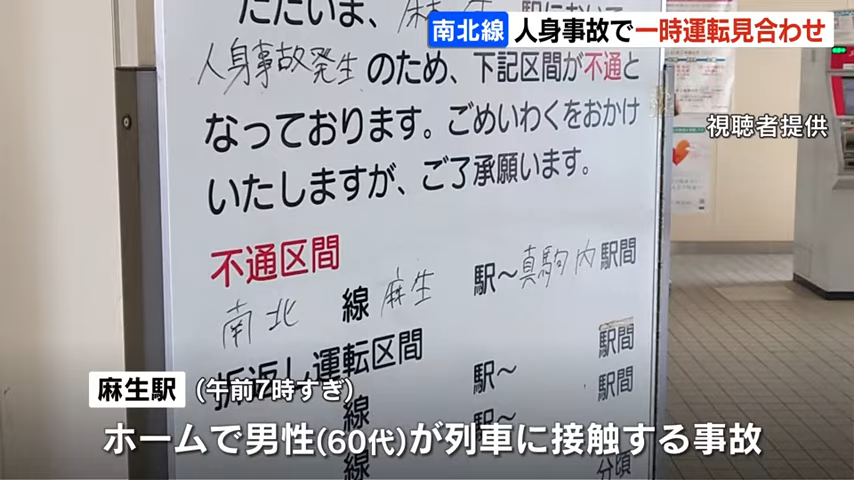 南北線 人身事故で一時運転見合わせ
視聴者提供
ただいま、麻生駅において
人身事故発生のため、下記区間が不通と
なっております。ごめいわくをおかけ
いたしますが、ご了承願います。
不通区間
南北 線 麻生 駅～真駒内駅間
折返し運転区間
駅間
線 駅～ 駅間
線 駅～
分頃
麻生駅 (午前7時すぎ)
ホームで男性(60代)が列車に接触する事故